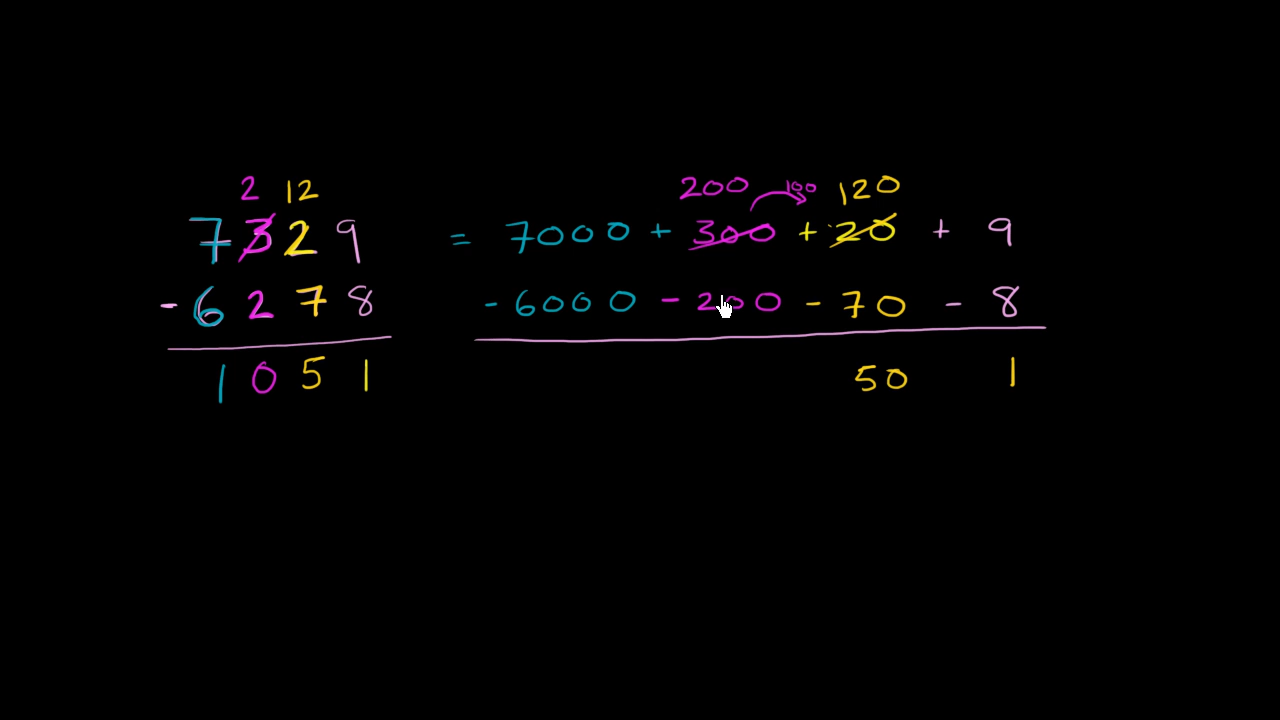 2 12 200 100 120
7329 = 7000 + 300 + 20 + 9
- 6278 - 6000 - 200 - 70 - 8
1051 50 1